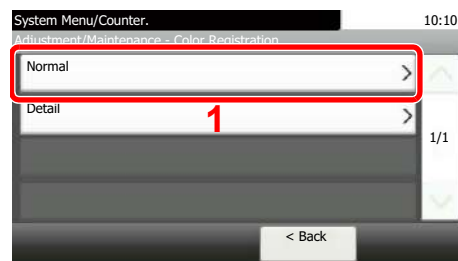 System Menu/Counter.
10:10
Adjustment/Maintenance - Color Registration
Normal
Detail
1
1/1
< Back